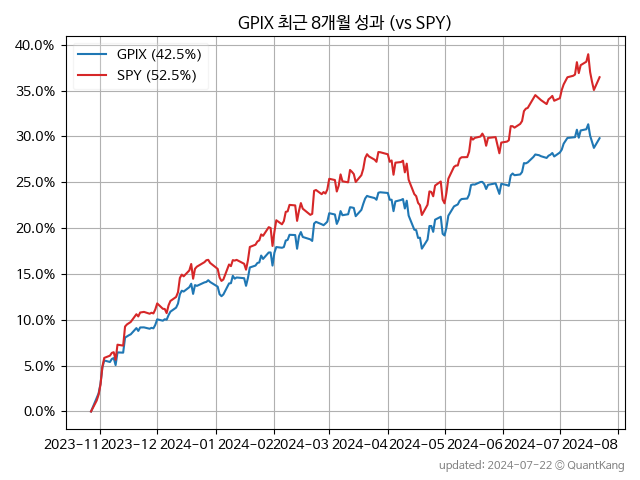 GPIX 최근 8개월 성과 (vs SPY)
GPIX (42.5%)
SPY (52.5%)
40.0%
35.0%
30.0%
25.0%
20.0%
15.0%
10.0%
5.0%
0.0%
2023-11 2023-12 2024-01 2024-02 2024-03 2024-04 2024-05 2024-06 2024-07 2024-08
updated: 2024-07-22 © QuantKang